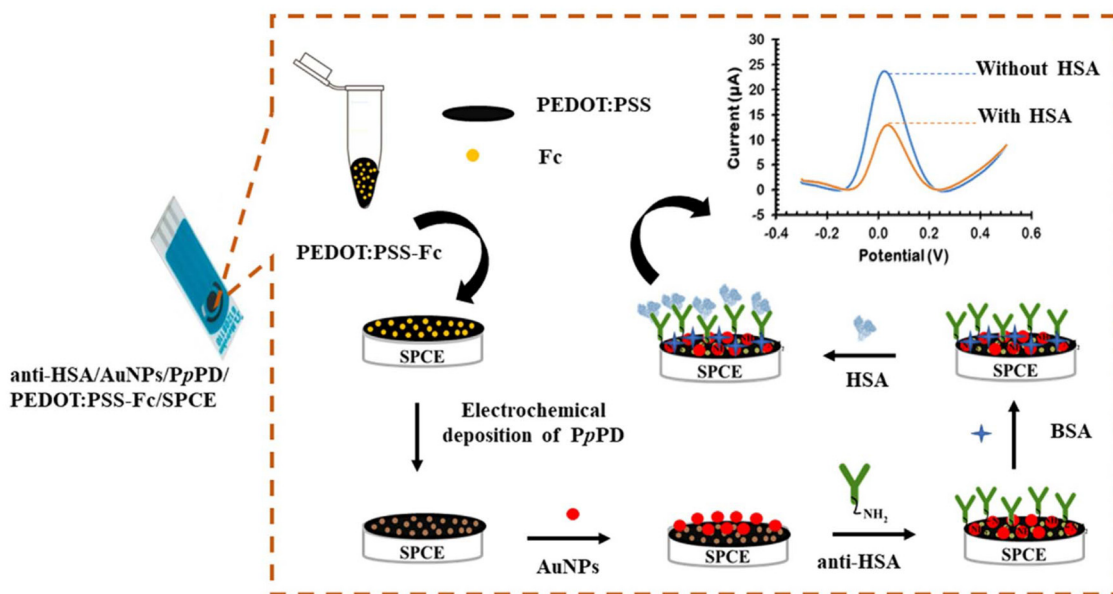 PEDOT:PSS
Fc
PEDOT:PSS-Fc
Current (µA)
30
25
20
15
10
5
0
-5
-0.4
-0.2
0.0
0.2
0.4
0.6
Potential (V)
Without HSA
With HSA
anti-HSA/AuNPs/PpPD/
PEDOT:PSS-Fc/SPCE
SPCE
Electrochemical
deposition of PpPD
SPCE
AuNPs
SPCE
NH2
anti-HSA
SPCE
BSA
SPCE
HSA
SPCE